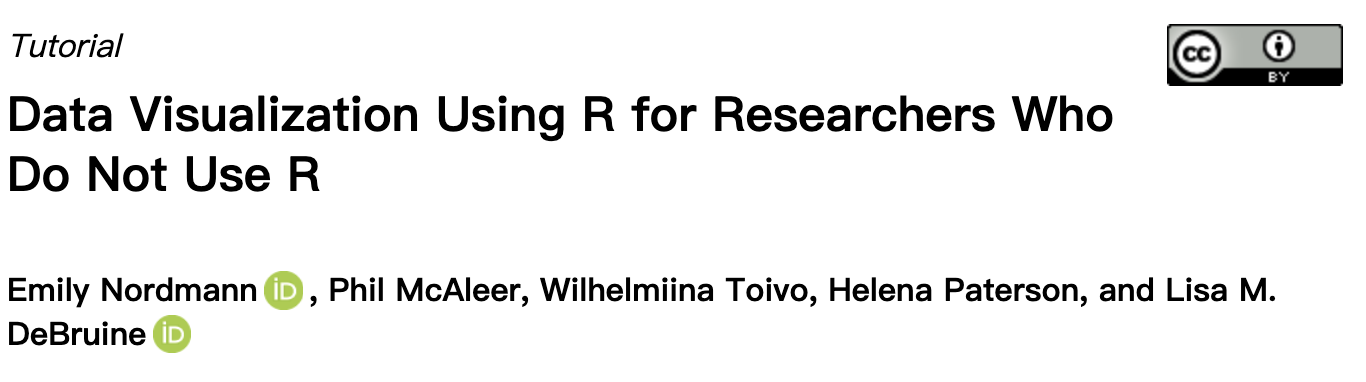 Tutorial
cc
BY
Data Visualization Using R for Researchers Who
Do Not Use R
Emily Nordmann iD, Phil McAleer, Wilhelmiina Toivo, Helena Paterson, and Lisa M.
DeBruine iD